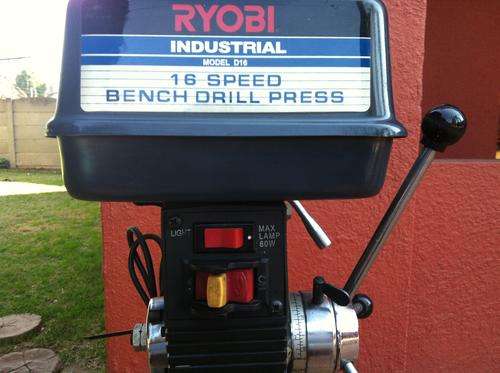 RYOBI
INDUSTRIAL
MODEL D16
16 SPEED
BENCH DRILL PRESS
LIGHT
MAX
LAMP
60W